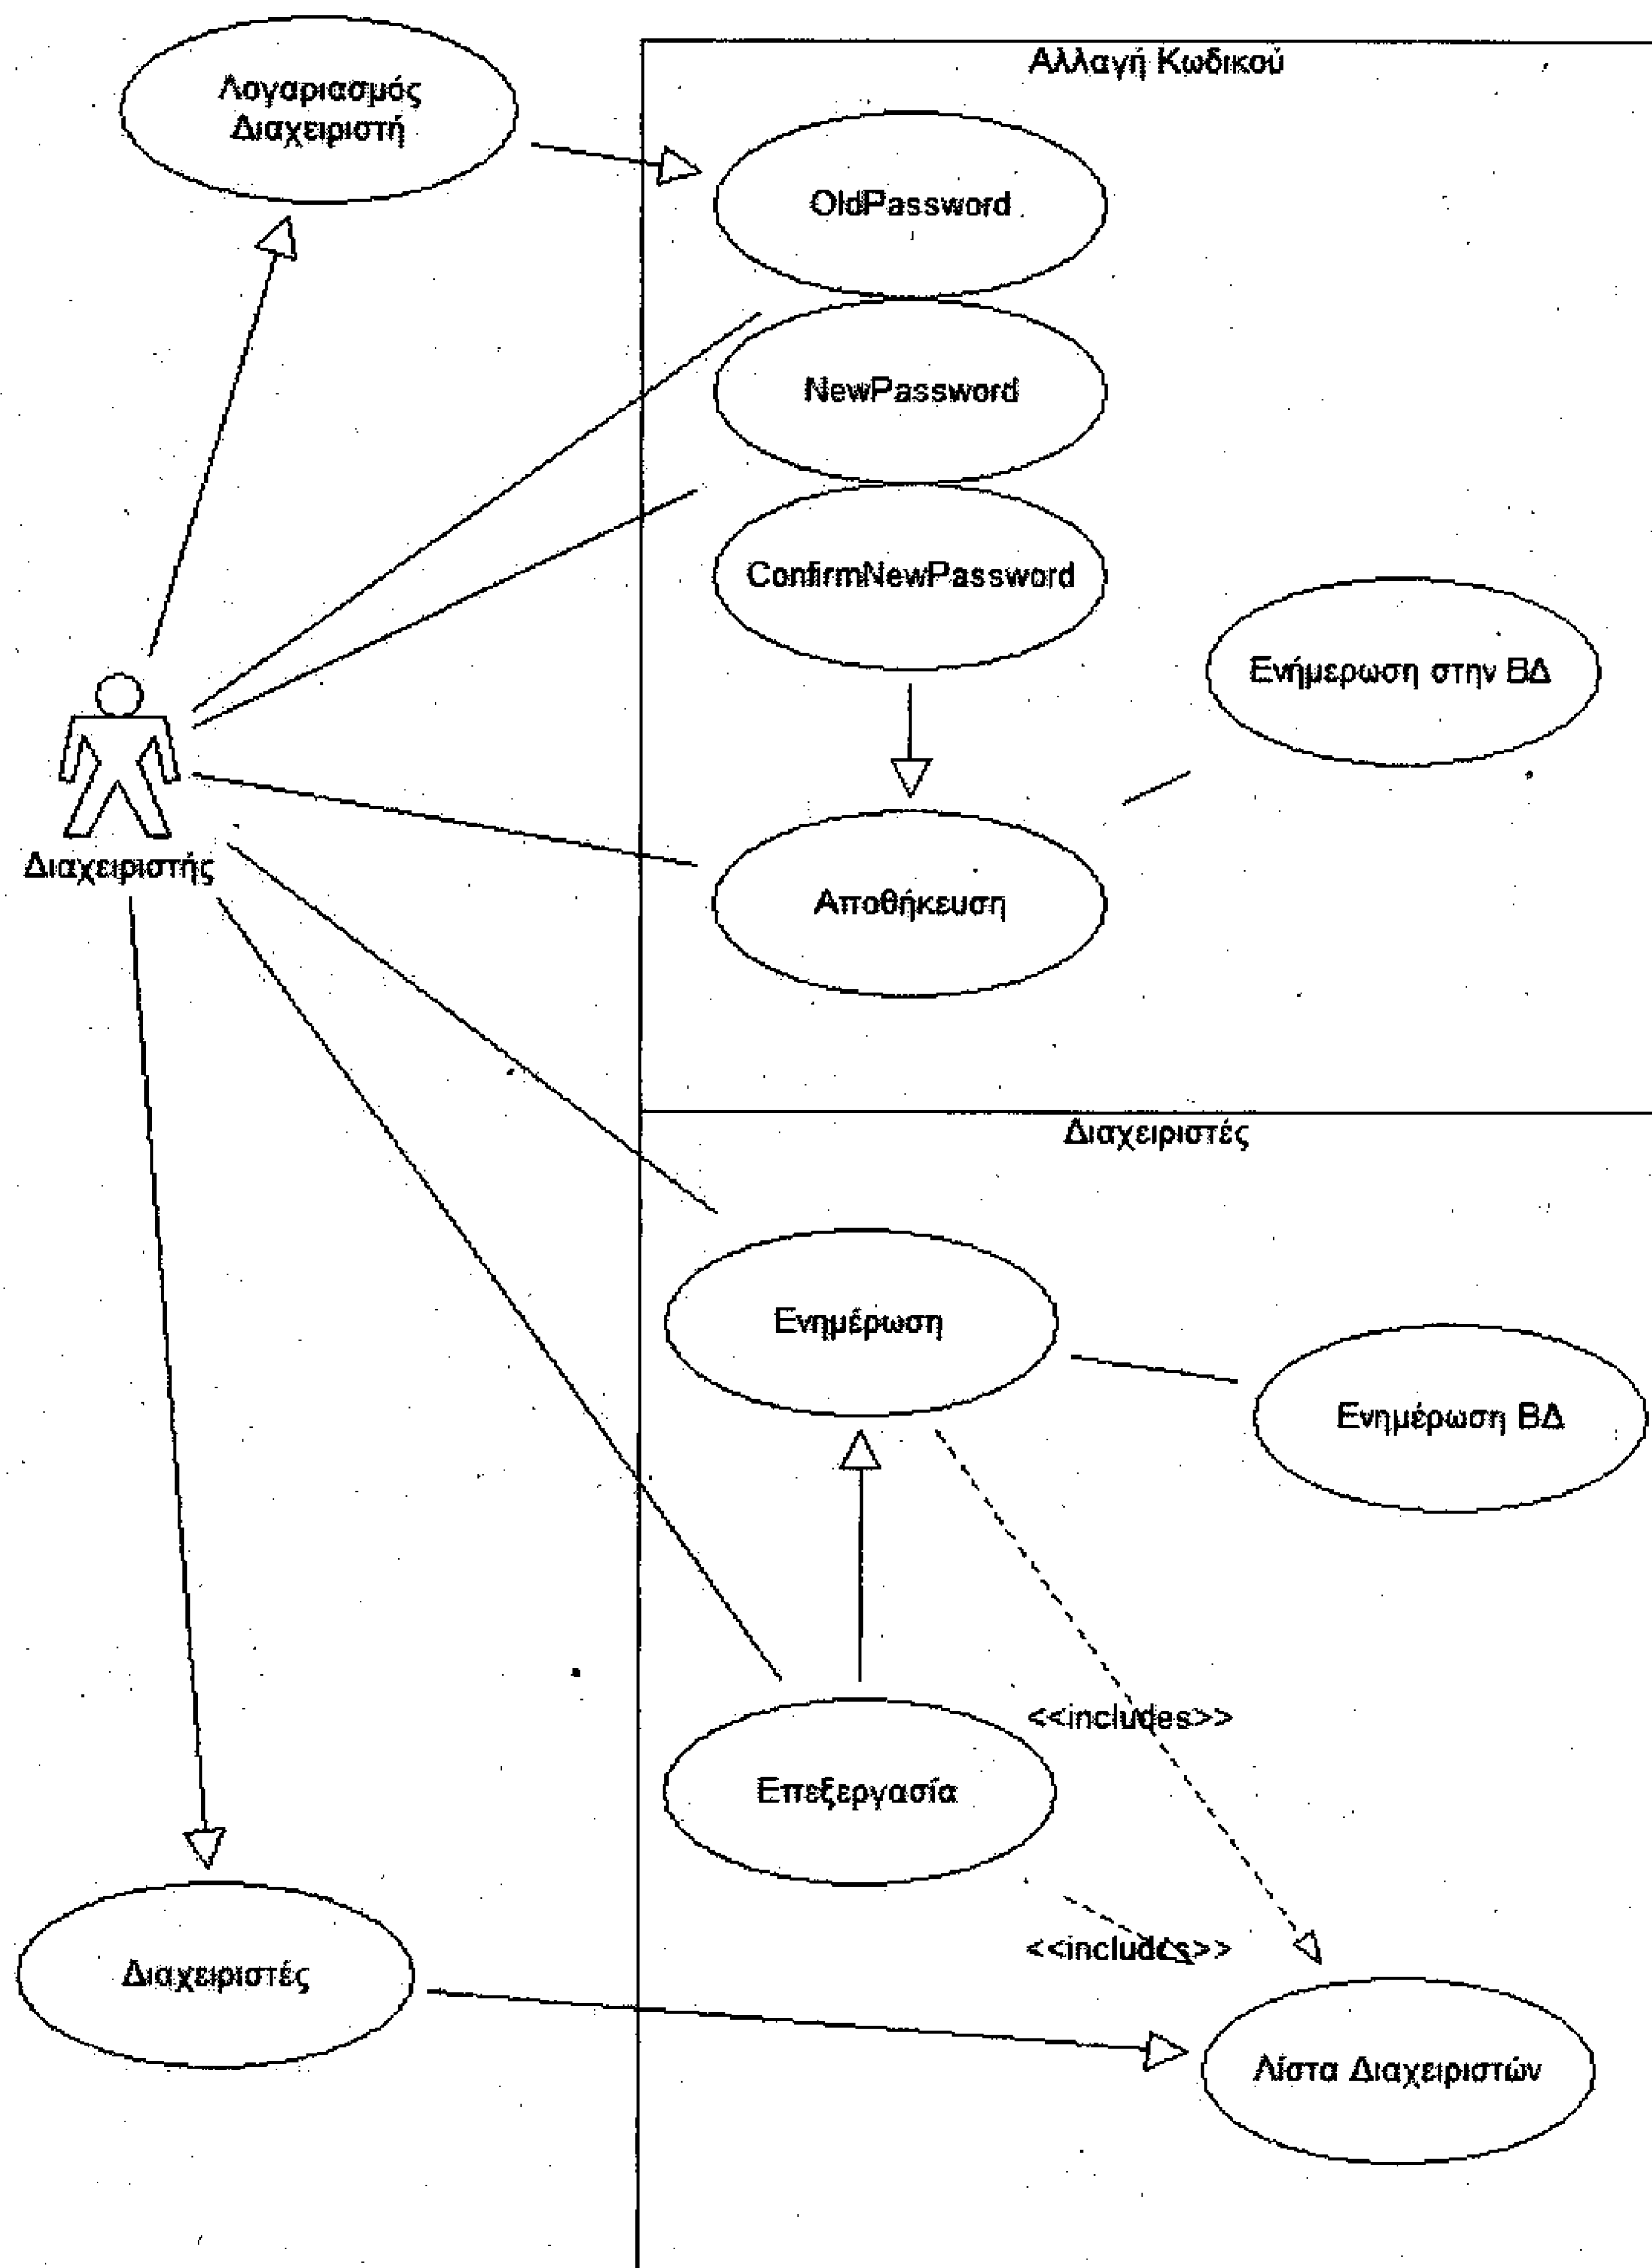 Λογαριασμός
Διαχειριστή
Αλλαγή Κωδικού
OldPassword
NewPassword
ConfirmNewPassword
Ενήμερωση στην ΒΔ
Αποθήκευση
Διαχειριστής
Διαχειριστές
Ενημέρωση
Ενημέρωση ΒΔ
<<includes>>
Επεξεργασία
<<includes>>
Διαχειριστές
Λίστα Διαχειριστών